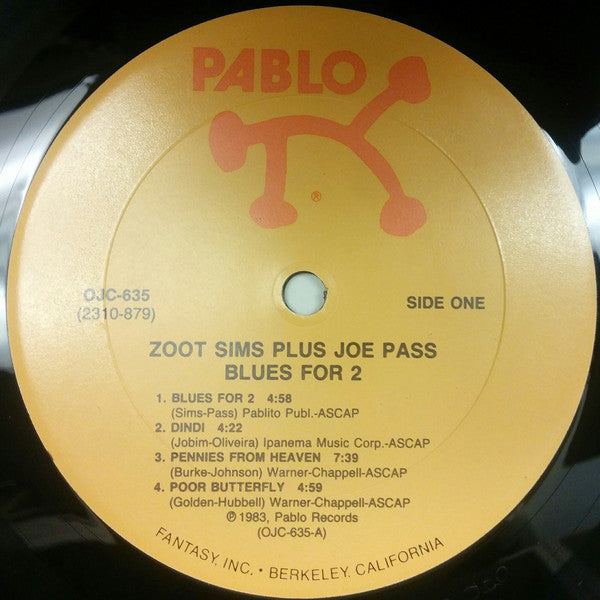 PABLO
®
OJC-635
(2310-879)
SIDE ONE
ZOOT SIMS PLUS JOE PASS
BLUES FOR 2
1. BLUES FOR 2 4:58
(Sims-Pass) Pablito Publ.-ASCAP
2. DINDI 4:22
(Jobim-Oliveira) Ipanema Music Corp.-ASCAP
3. PENNIES FROM HEAVEN 7:39
(Burke-Johnson) Warner-Chappell-ASCAP
4. POOR BUTTERFLY 4:59
(Golden-Hubbell) Warner-Chappell-ASCAP
℗ 1983, Pablo Records
(OJC-635-A)
FANTASY, INC. • BERKELEY, CALIFORNIA